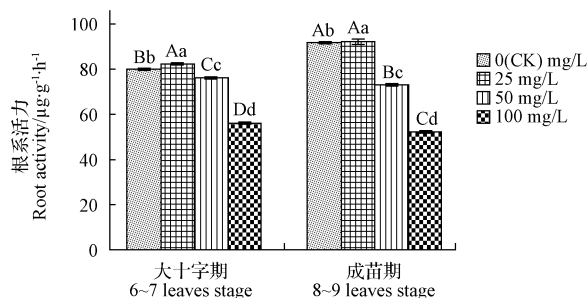 根系活力
Root activity/μg·g⁻¹·h⁻¹
100
80
60
40
20
0
Bb
Aa
Cc
Dd
Ab
Aa
Bc
Cd
大十字期
6~7 leaves stage
成苗期
8~9 leaves stage
0(CK) mg/L
25 mg/L
50 mg/L
100 mg/L